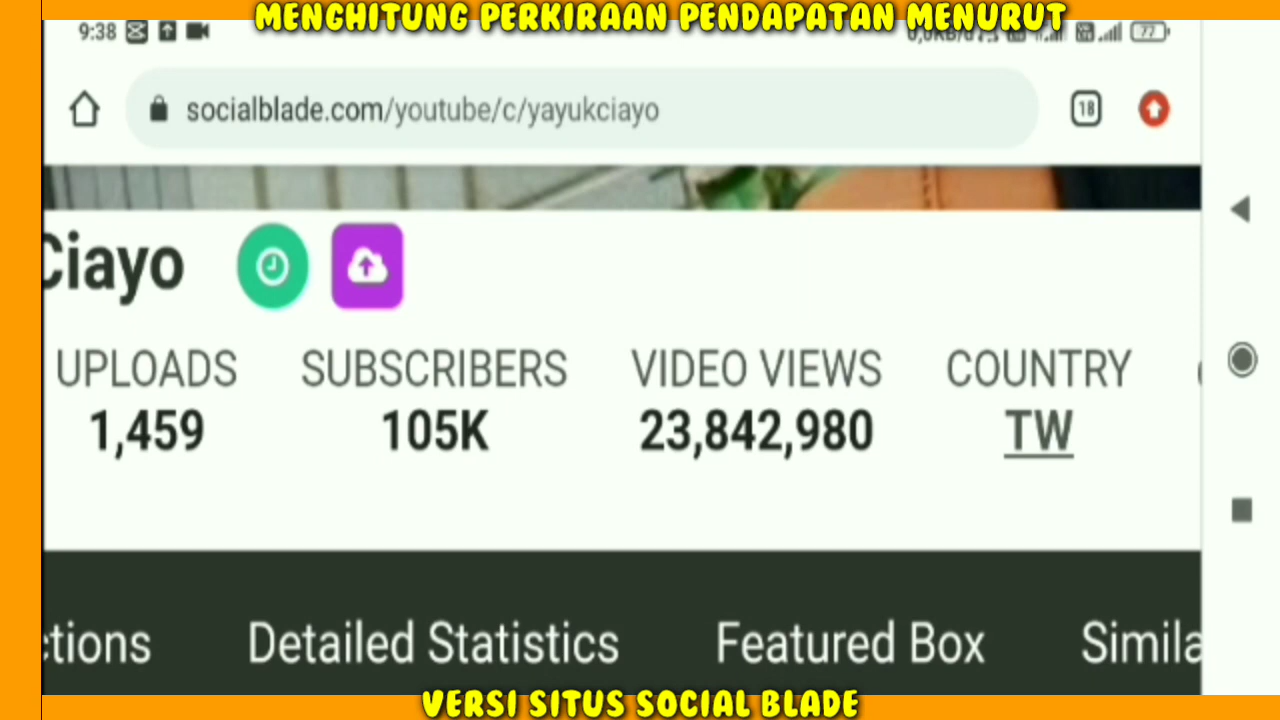 MENGHITUNG PERKIRAAN PENDAPATAN MENURUT
9:38
77
socialblade.com/youtube/c/yayukciayo
18
Ciayo
UPLOADS SUBSCRIBERS VIDEO VIEWS COUNTRY
1,459 105K 23,842,980 TW
ctions Detailed Statistics Featured Box Simila
VERSI SITUS SOCIAL BLADE